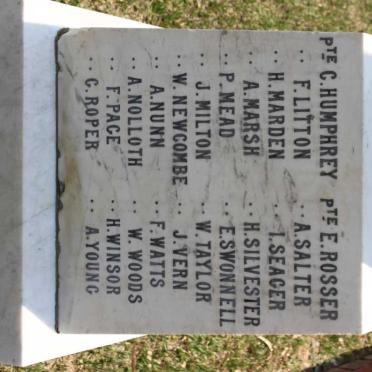 PTE C. HUMPHREY PTE E. ROSSER
.. F. LITTON .. A. SALTER
.. H. MARDEN .. I. SEAGER
.. A. MARSH .. H. SILVESTER
.. P. MEAD .. E. SWONNELL
.. J. MILTON .. W. TAYLOR
.. W. NEWCOMBE .. J. VERN
.. A. NUNN .. F. WATTS
.. A. NOLLOTH .. W. WOODS
.. F. PACE .. H. WINSOR
.. C. ROPER .. A. YOUNG